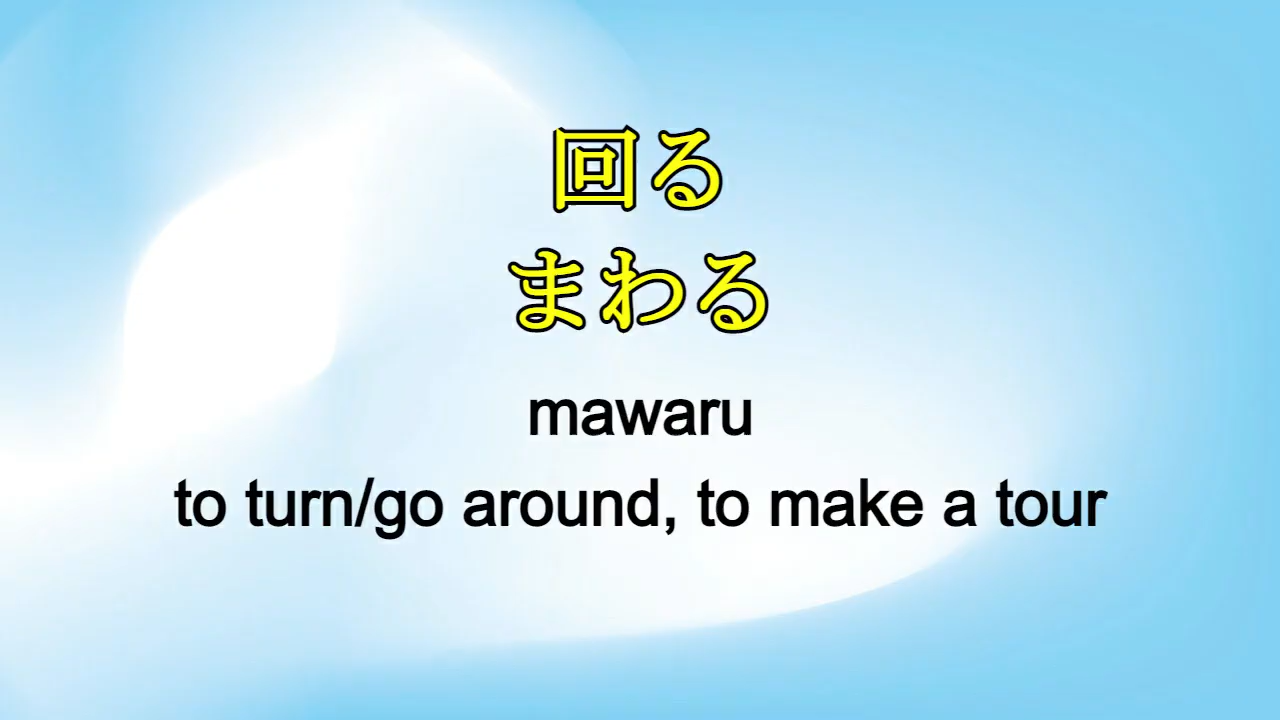 回る
まわる
mawaru
to turn/go around, to make a tour